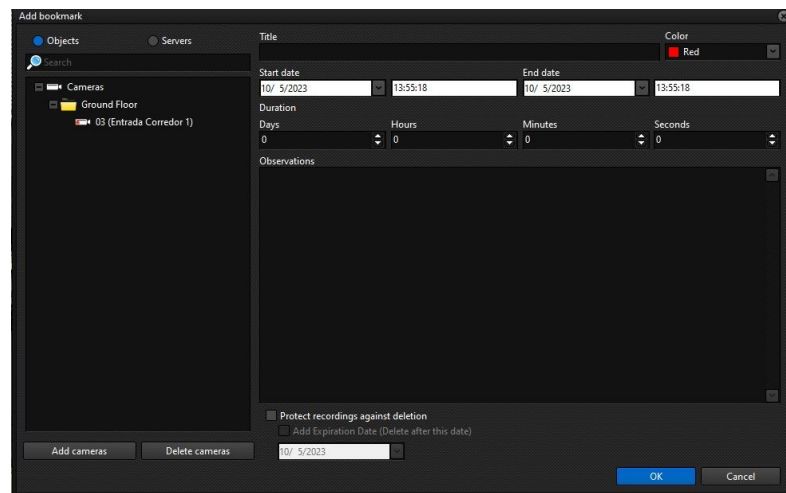 Add bookmark
Objects
Servers
Search
Cameras
Ground Floor
03 (Entrada Corredor 1)
Add cameras
Delete cameras
Title
Color
Red
Start date
End date
10/ 5/2023
13:55:18
10/ 5/2023
13:55:18
Duration
Days
Hours
Minutes
Seconds
0
0
0
0
Observations
Protect recordings against deletion
Add Expiration Date (Delete after this date)
10/ 5/2023
OK
Cancel